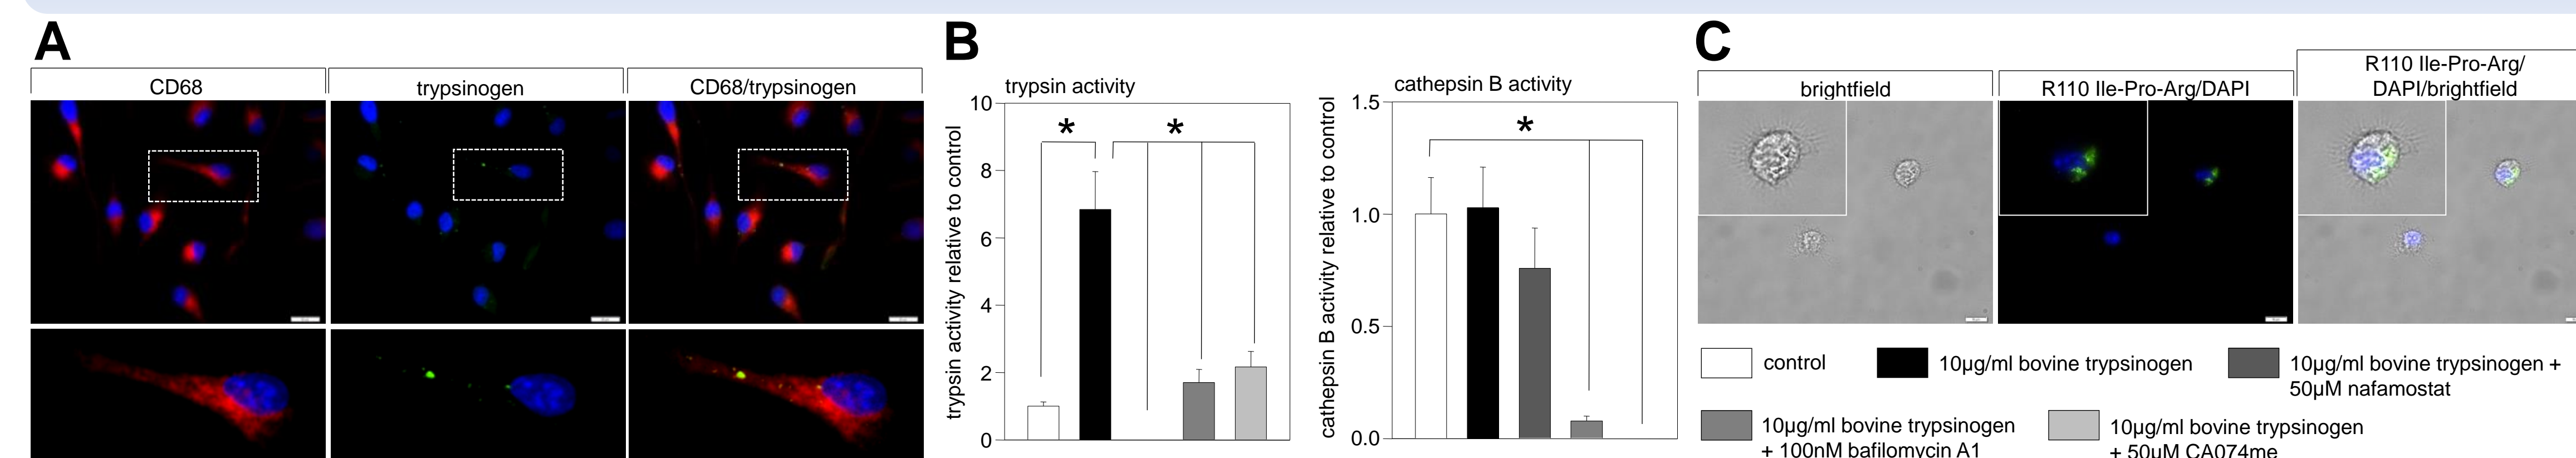 A
CD68
trypsinogen
CD68/trypsinogen
B
trypsin activity
trypsin activity relative to control
10
8
6
4
2
0
*
*
cathepsin B activity
cathepsin B activity relative to control
1.5
1.0
0.5
0.0
*
C
brightfield
R110 Ile-Pro-Arg/DAPI
R110 Ile-Pro-Arg/
DAPI/brightfield
control
10µg/ml bovine trypsinogen
10µg/ml bovine trypsinogen +
50µM nafamostat
10µg/ml bovine trypsinogen
+ 100nM bafilomycin A1
10µg/ml bovine trypsinogen
+ 50µM CA074me